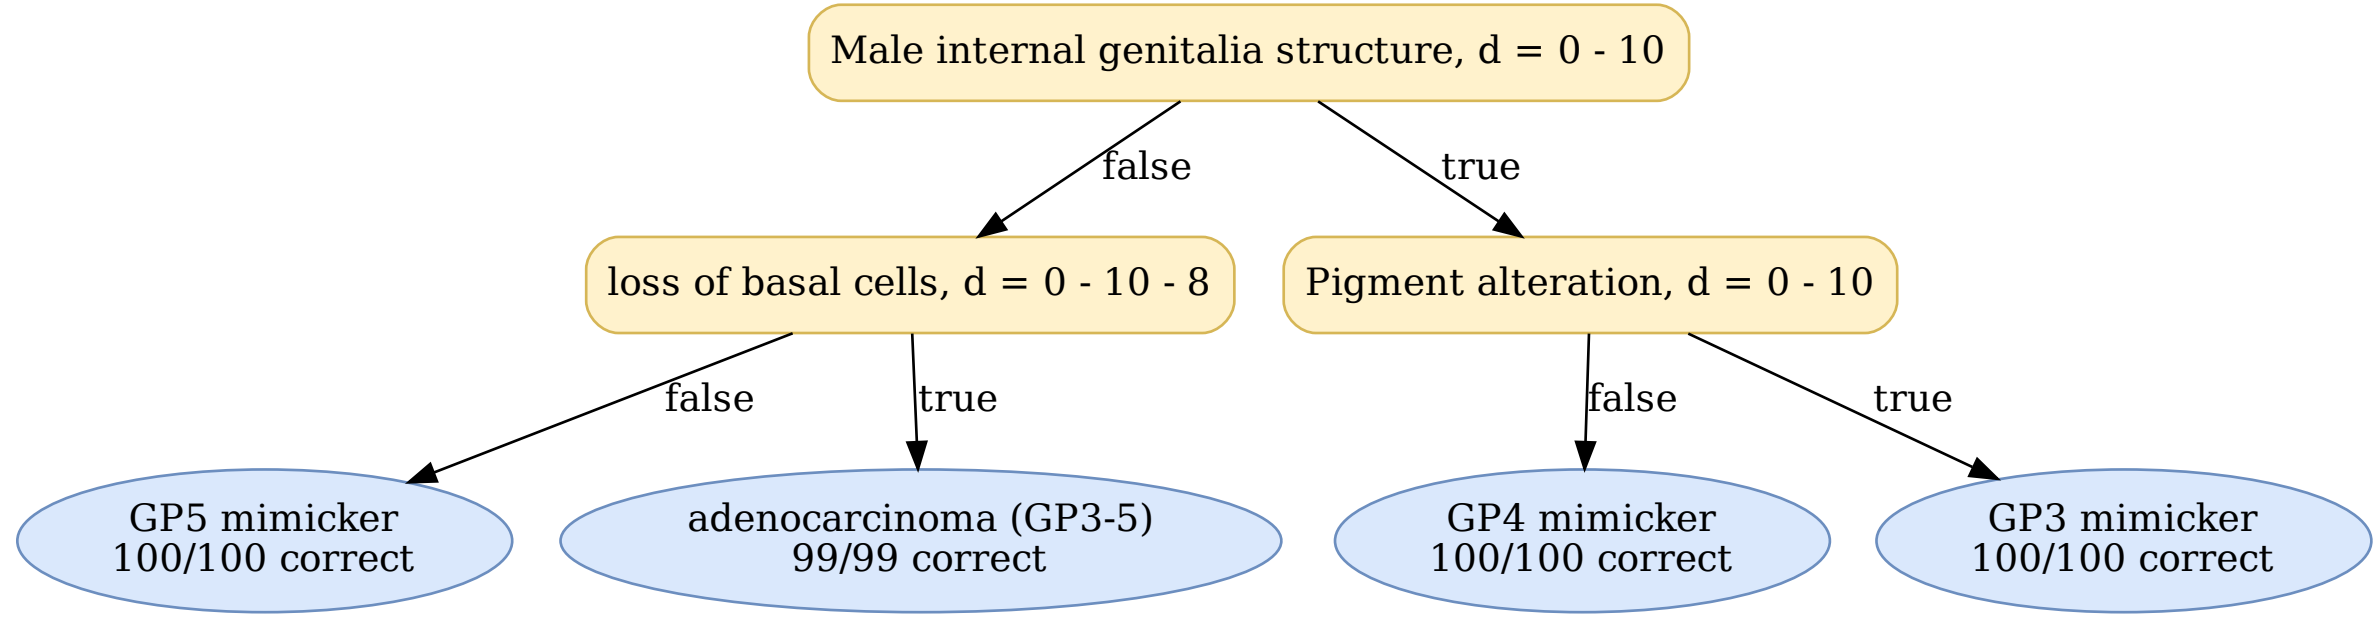 Male internal genitalia structure, d = 0 - 10
false
true
loss of basal cells, d = 0 - 10 - 8
Pigment alteration, d = 0 - 10
false
true
false
true
GP5 mimicker
100/100 correct
adenocarcinoma (GP3-5)
99/99 correct
GP4 mimicker
100/100 correct
GP3 mimicker
100/100 correct